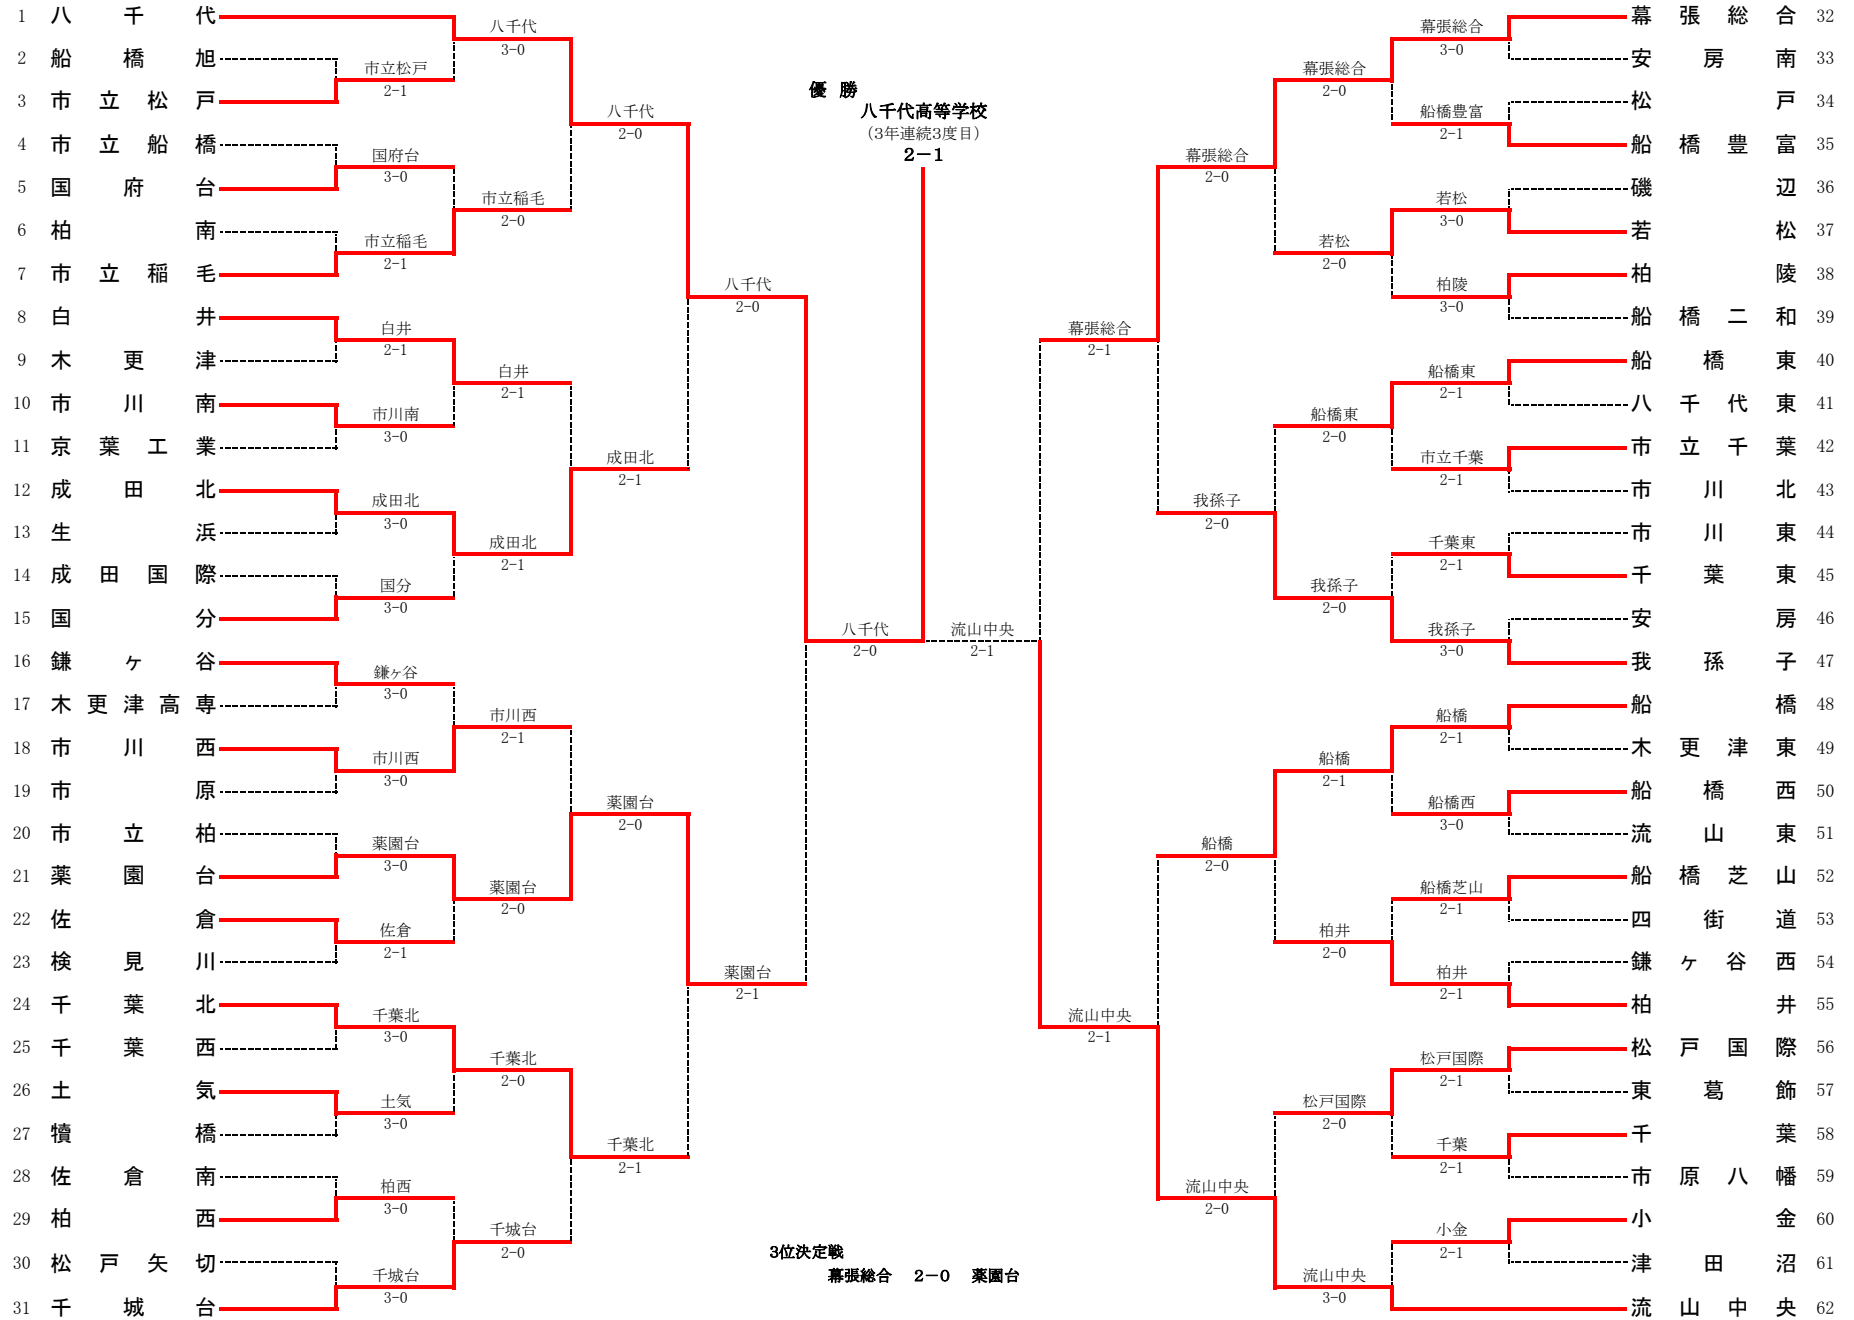 1 八千代
2 船橋旭
3 市立松戸
4 市立船橋
5 国府台
6 柏南
7 市立稲毛
8 白井
9 木更津
10 市川南
11 京葉工業
12 成田北
13 生浜
14 成田国際
15 国分
16 鎌ヶ谷
17 木更津高専
18 市川西
19 市原
20 市立柏
21 薬園台
22 佐倉
23 検見川
24 千葉北
25 千葉西
26 土気
27 犢橋
28 佐倉南
29 柏西
30 松戸矢切
31 千城台
市立松戸
2-1
国府台
3-0
市立稲毛
2-1
白井
2-1
市川南
3-0
成田北
3-0
国分
3-0
鎌ヶ谷
3-0
市川西
3-0
薬園台
3-0
佐倉
2-1
千葉北
3-0
土気
3-0
柏西
3-0
千城台
3-0
八千代
3-0
市立稲毛
2-0
白井
2-1
成田北
2-1
市川西
2-1
薬園台
2-0
千葉北
2-0
千城台
2-0
八千代
2-0
成田北
2-1
薬園台
2-0
千葉北
2-1
八千代
2-0
薬園台
2-1
八千代
2-0
優勝
八千代高等学校
(3年連続3度目)
2－1
流山中央
2-1
3位決定戦
幕張総合 2－0 薬園台
幕張総合
2-1
流山中央
2-1
幕張総合
2-0
我孫子
2-0
船橋
2-0
流山中央
2-0
幕張総合
2-0
若松
2-0
船橋東
2-0
我孫子
2-0
船橋
2-1
柏井
2-0
松戸国際
2-0
流山中央
3-0
幕張総合
3-0
船橋豊富
2-1
若松
3-0
柏陵
3-0
船橋東
2-1
市立千葉
2-1
千葉東
2-1
我孫子
3-0
船橋
2-1
船橋西
3-0
船橋芝山
2-1
柏井
2-1
松戸国際
2-1
千葉
2-1
小金
2-1
幕張総合 32
安房南 33
松戸 34
船橋豊富 35
磯辺 36
若松 37
柏陵 38
船橋二和 39
船橋東 40
八千代東 41
市立千葉 42
市川北 43
市川東 44
千葉東 45
安房 46
我孫子 47
船橋 48
木更津東 49
船橋西 50
流山東 51
船橋芝山 52
四街道 53
鎌ヶ谷西 54
柏井 55
松戸国際 56
東葛飾 57
千葉 58
市原八幡 59
小金 60
津田沼 61
流山中央 62